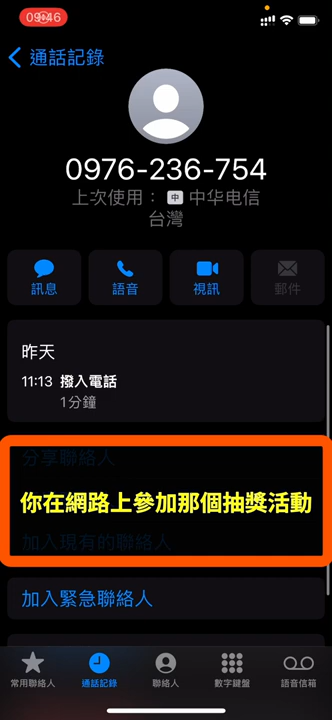 09:46
通話記錄
0976-236-754
上次使用： 中 中华电信
台灣
訊息 語音 視訊 郵件
昨天
11:13 撥入電話
1分鐘
分享聯絡人
你在網路上參加那個抽獎活動
加入現有的聯絡人
加入緊急聯絡人
常用聯絡人 通話記錄 聯絡人 數字鍵盤 語音信箱